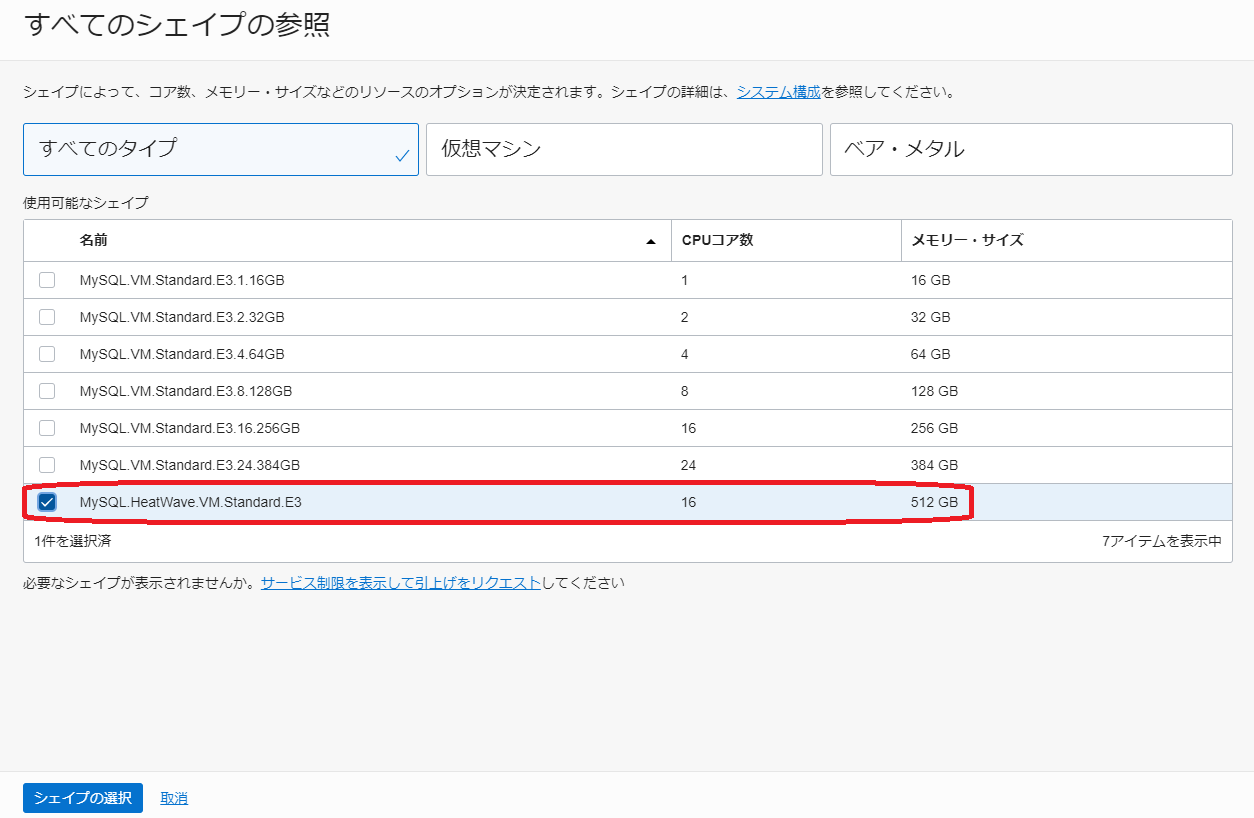 すべてのシェイプの参照
シェイプによって、コア数、メモリー・サイズなどのリソースのオプションが決定されます。シェイプの詳細は、システム構成を参照してください。
すべてのタイプ 仮想マシン ベア・メタル
使用可能なシェイプ
名前 CPUコア数 メモリー・サイズ
MySQL.VM.Standard.E3.1.16GB 1 16 GB
MySQL.VM.Standard.E3.2.32GB 2 32 GB
MySQL.VM.Standard.E3.4.64GB 4 64 GB
MySQL.VM.Standard.E3.8.128GB 8 128 GB
MySQL.VM.Standard.E3.16.256GB 16 256 GB
MySQL.VM.Standard.E3.24.384GB 24 384 GB
MySQL.HeatWave.VM.Standard.E3 16 512 GB
1件を選択済 7アイテムを表示中
必要なシェイプが表示されませんか。サービス制限を表示して引上げをリクエストしてください
シェイプの選択 取消